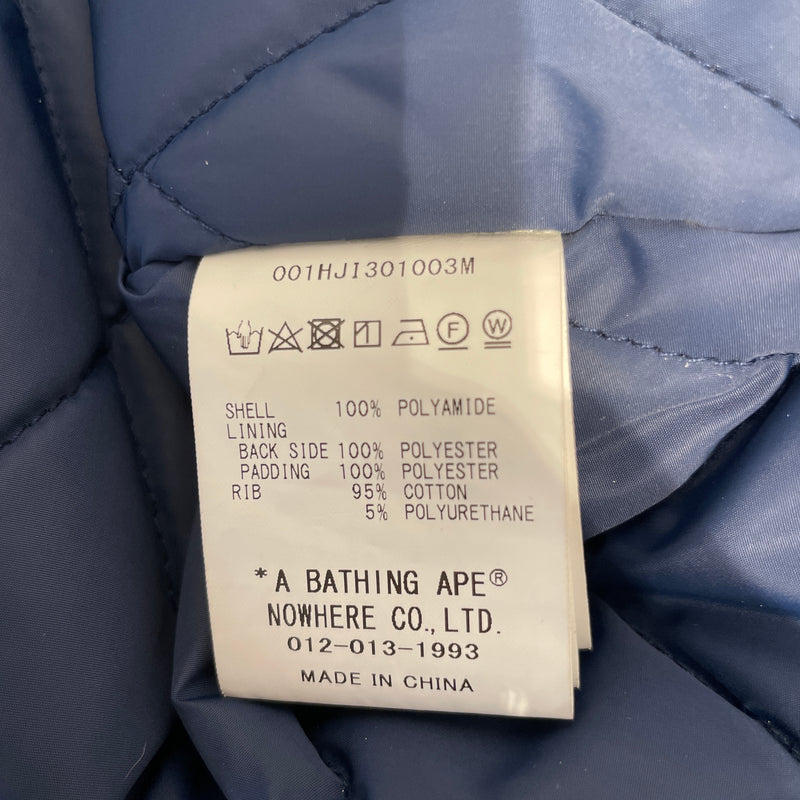 001HJI301003M
F W
SHELL 100% POLYAMIDE
LINING
BACK SIDE 100% POLYESTER
PADDING 100% POLYESTER
RIB 95% COTTON
5% POLYURETHANE
*A BATHING APE®
NOWHERE CO., LTD.
012-013-1993
MADE IN CHINA